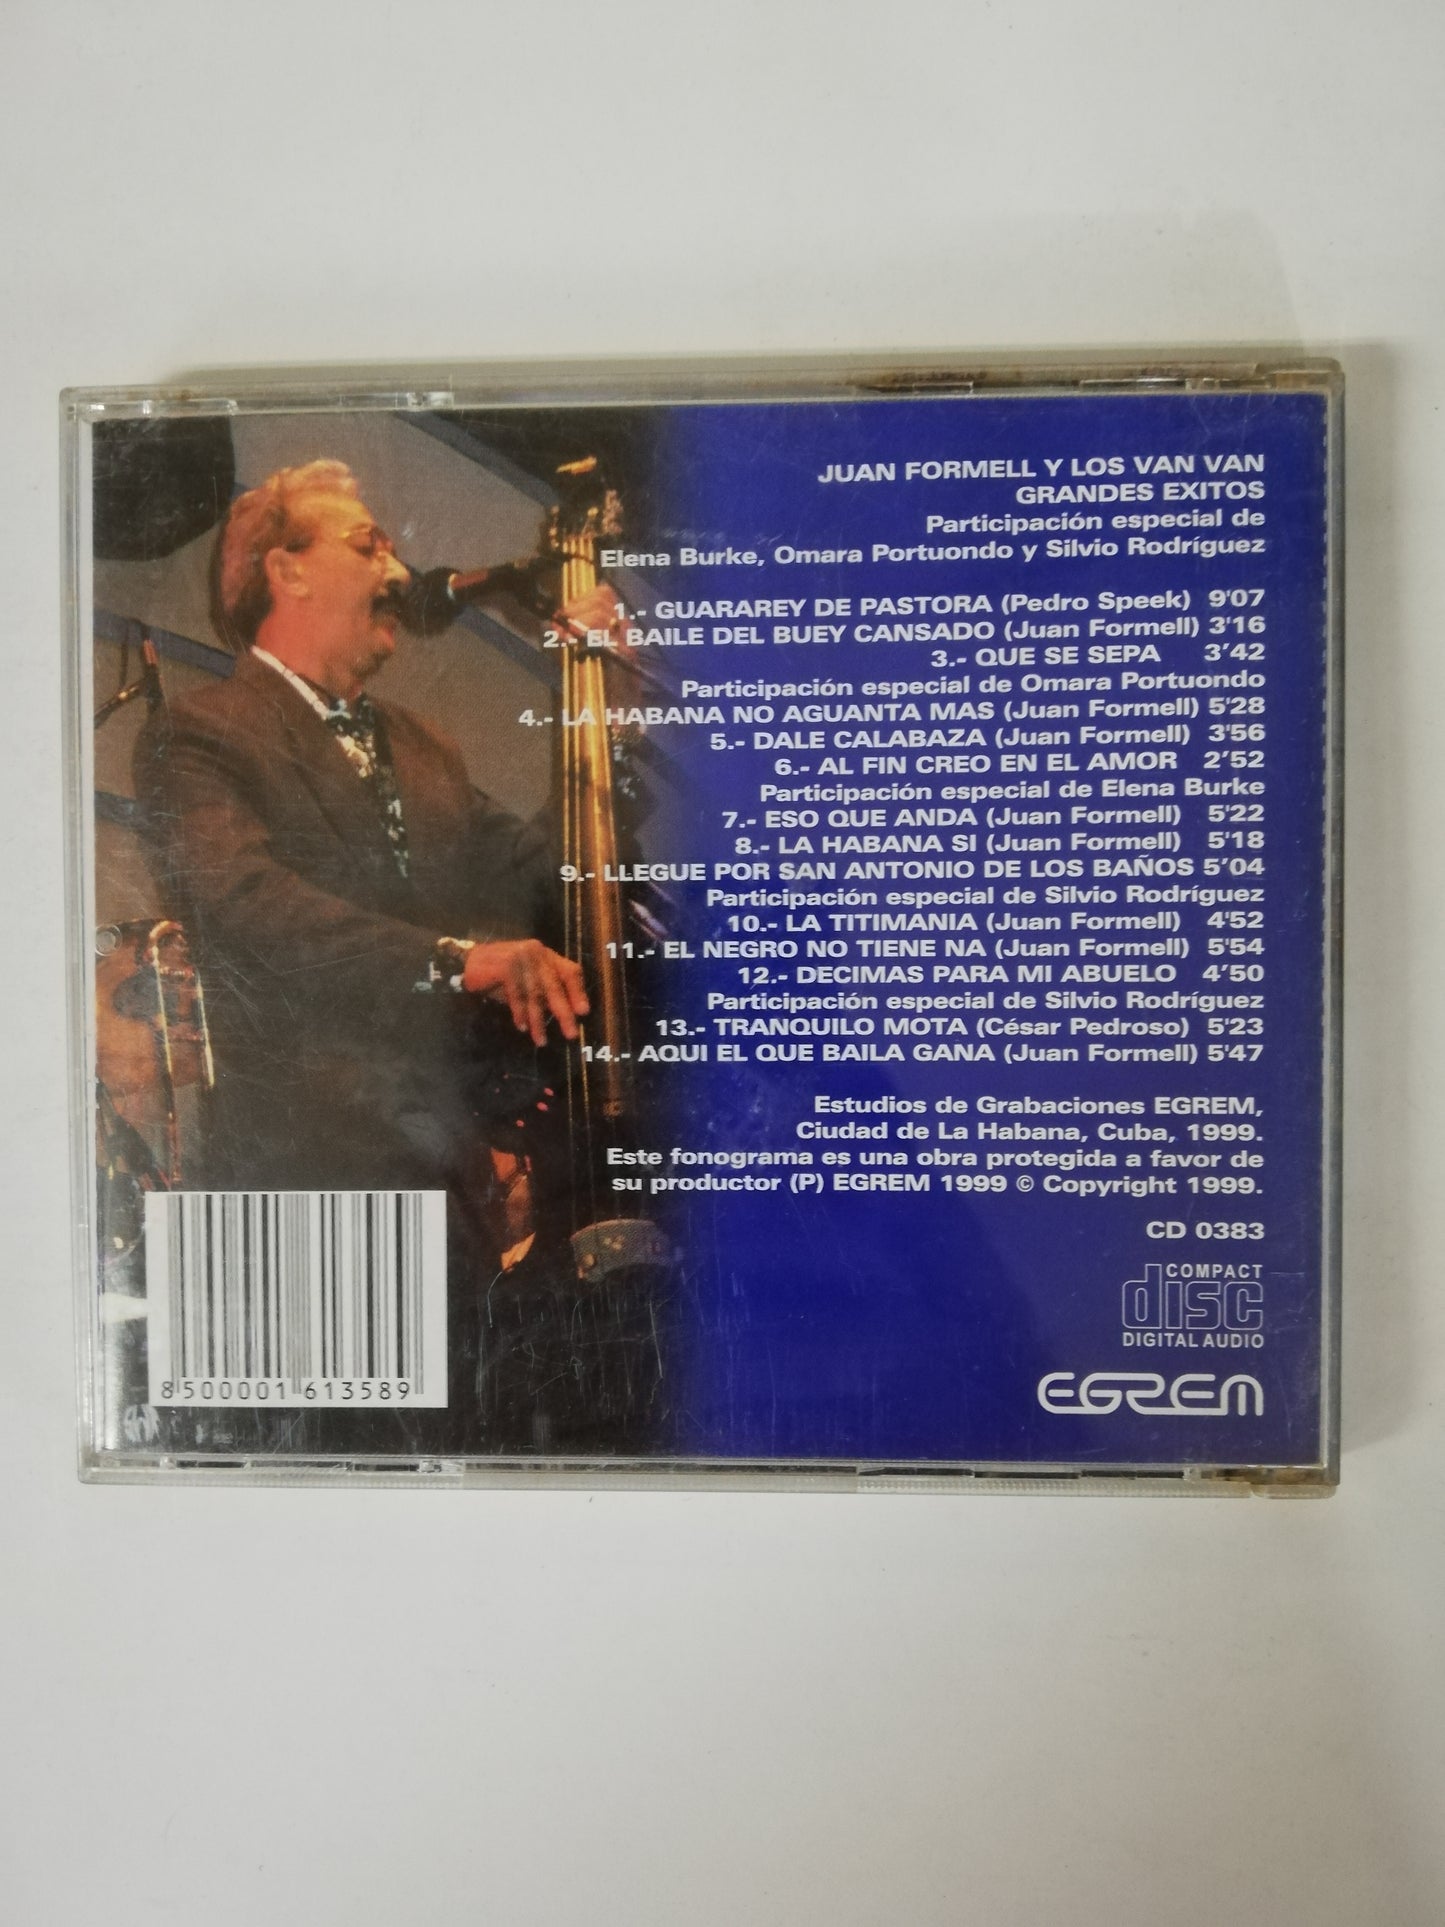 JUAN FORMELL Y LOS VAN VAN
GRANDES EXITOS
Participación especial de
Elena Burke, Omara Portuondo y Silvio Rodríguez
1.- GUARAREY DE PASTORA (Pedro Speek) 9'07
2.- EL BAILE DEL BUEY CANSADO (Juan Formell) 3'16
3.- QUE SE SEPA 3’42
Participación especial de Omara Portuondo
4.- LA HABANA NO AGUANTA MAS (Juan Formell) 5'28
5.- DALE CALABAZA (Juan Formell) 3'56
6.- AL FIN CREO EN EL AMOR 2’52
Participación especial de Elena Burke
7.- ESO QUE ANDA (Juan Formell) 5'22
8.- LA HABANA SI (Juan Formell) 5'18
9.- LLEGUE POR SAN ANTONIO DE LOS BAÑOS 5’04
Participación especial de Silvio Rodríguez
10.- LA TITIMANIA (Juan Formell) 4'52
11.- EL NEGRO NO TIENE NA (Juan Formell) 5'54
12.- DECIMAS PARA MI ABUELO 4’50
Participación especial de Silvio Rodríguez
13.- TRANQUILO MOTA (César Pedroso) 5'23
14.- AQUI EL QUE BAILA GANA (Juan Formell) 5'47
Estudios de Grabaciones EGREM,
Ciudad de La Habana, Cuba, 1999.
Este fonograma es una obra protegida a favor de
su productor (P) EGREM 1999 © Copyright 1999.
CD 0383
COMPACT
disc
DIGITAL AUDIO
EGREM
8 500001 613589